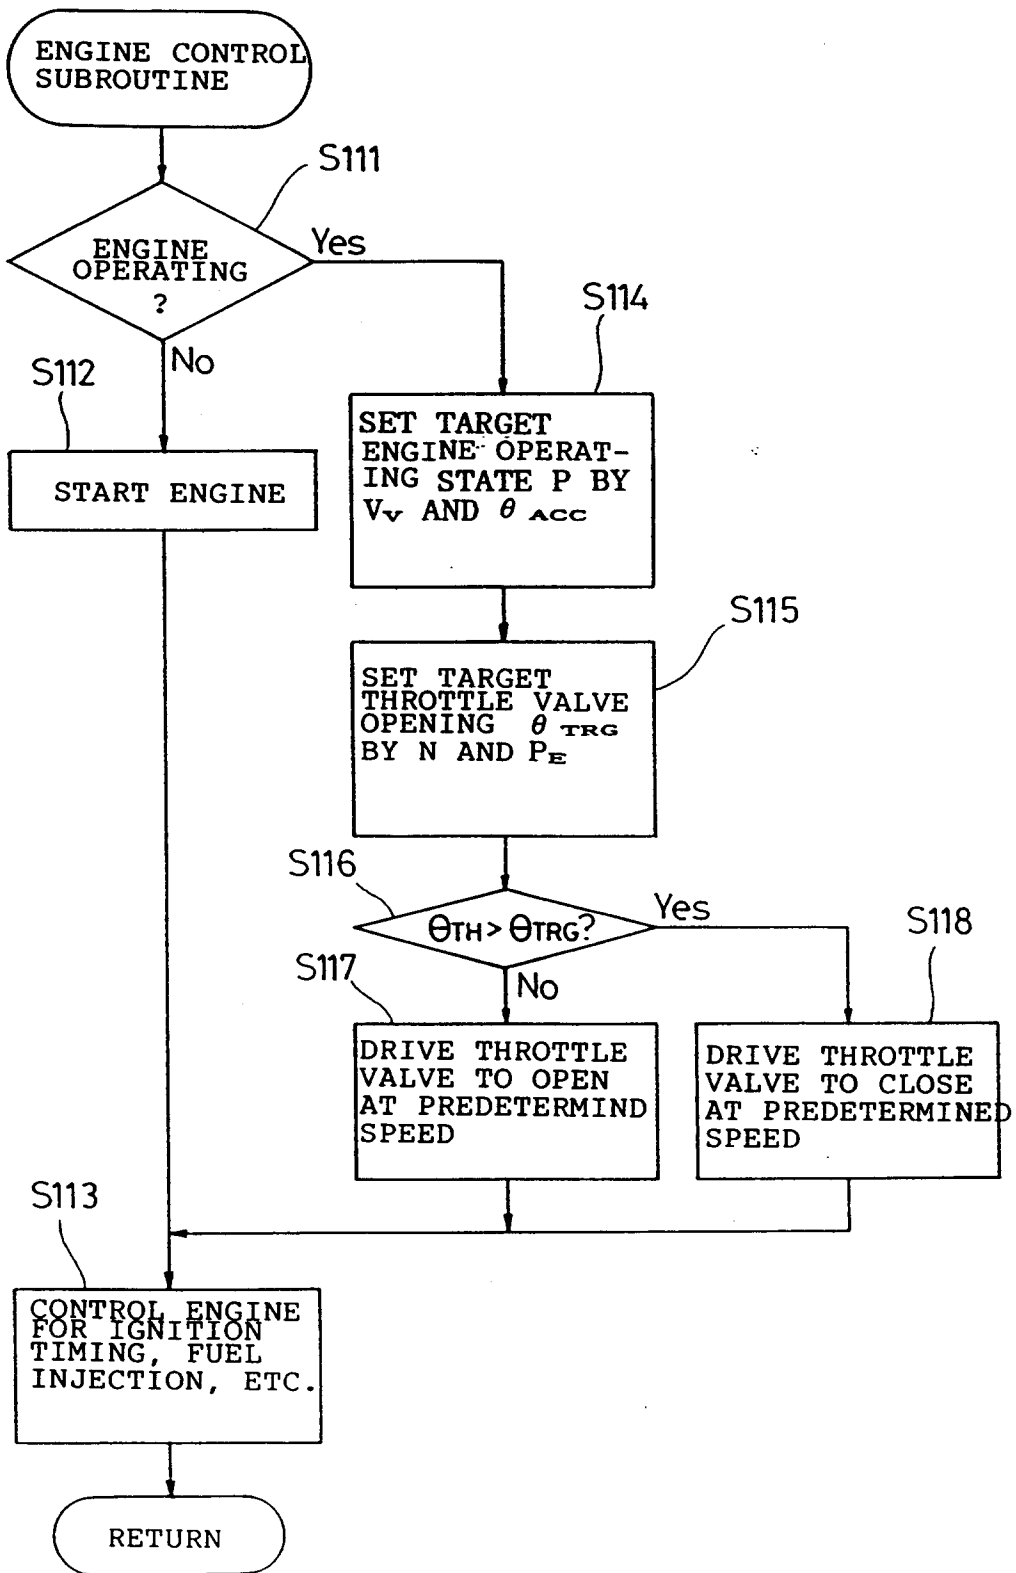 ENGINE CONTROL
SUBROUTINE
S111
ENGINE
OPERATING
?
Yes
No
S112
START ENGINE
S114
SET TARGET
ENGINE OPERAT-
ING STATE P BY
VV AND θ ACC
S115
SET TARGET
THROTTLE VALVE
OPENING θ TRG
BY N AND PE
S116
θTH > θTRG?
Yes
No
S117
DRIVE THROTTLE
VALVE TO OPEN
AT PREDETERMIND
SPEED
S118
DRIVE THROTTLE
VALVE TO CLOSE
AT PREDETERMINED
SPEED
S113
CONTROL ENGINE
FOR IGNITION
TIMING, FUEL
INJECTION, ETC.
RETURN